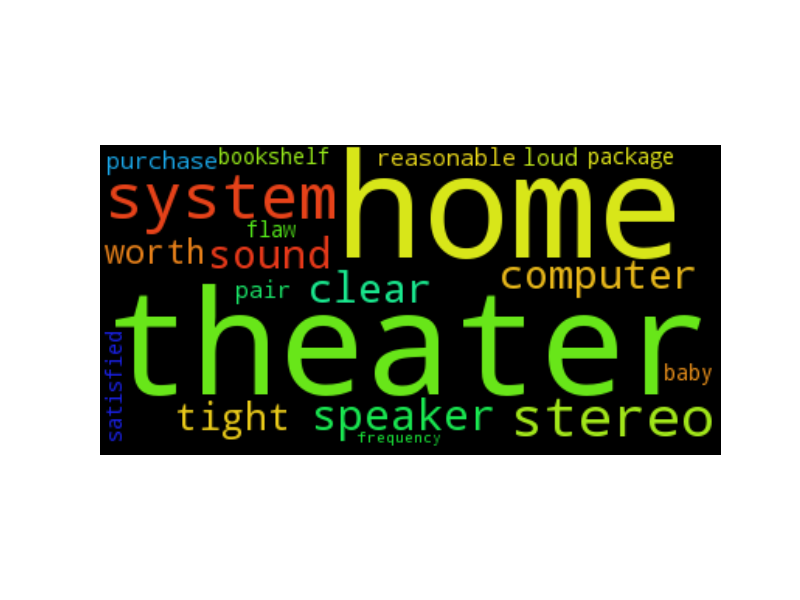 purchase bookshelf reasonable loud package
system home
flaw
worth sound computer
pair clear
theater
satisfied baby
tight speaker stereo
frequency